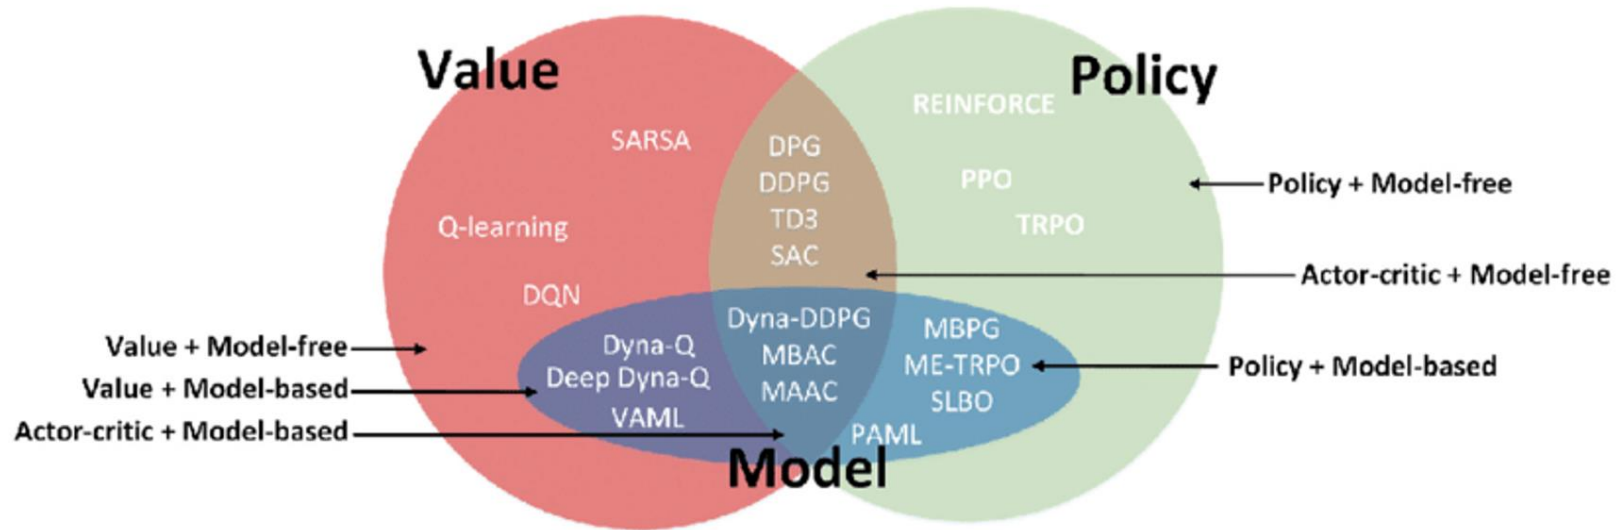 Value
Policy
REINFORCE
SARSA
DPG
DDPG
TD3
SAC
PPO
TRPO
Policy + Model-free
Q-learning
Actor-critic + Model-free
DQN
Dyna-DDPG
MBAC
MAAC
MBPG
ME-TRPO
SLBO
PAML
Policy + Model-based
Dyna-Q
Deep Dyna-Q
VAML
Value + Model-free
Value + Model-based
Actor-critic + Model-based
Model